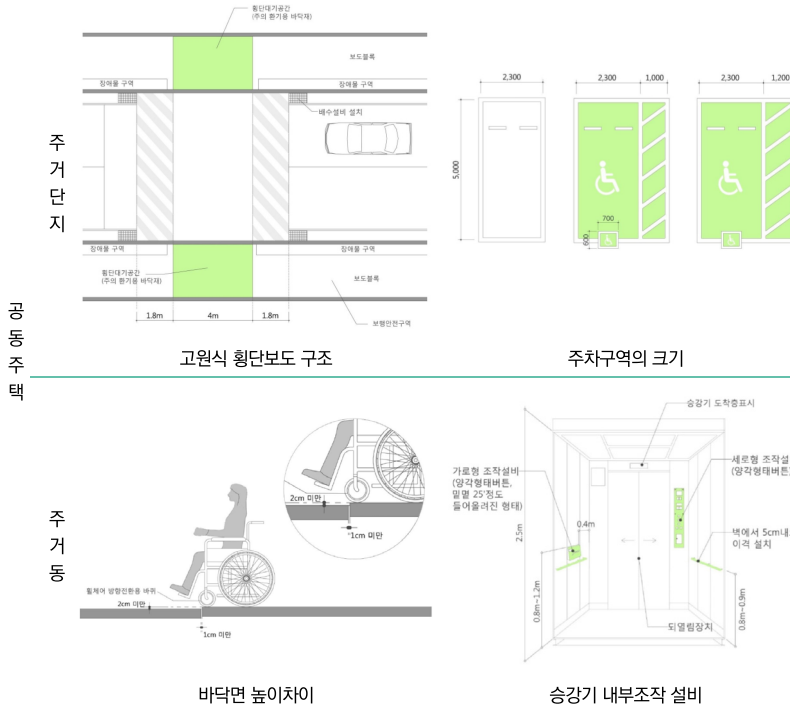 공동주택
주거단지
횡단대기공간
(주의 환기용 바닥재)
보도블록
장애물 구역
장애물 구역
배수설비 설치
장애물 구역
장애물 구역
횡단대기공간
(주의 환기용 바닥재)
보도블록
1.8m
4m
1.8m
보행안전구역
고원식 횡단보도 구조
2,300
2,300
1,000
2,300
1,200
5,000
700
600
주차구역의 크기
주거동
2cm 미만
1cm 미만
휠체어 방향전환용 바퀴
2cm 미만
1cm 미만
바닥면 높이차이
승강기 도착층표시
가로형 조작설비
(양각형태버튼,
밑멸 25'정도
들어올려진 형태)
세로형 조작설
(양각형태버튼
2.5m
0.4m
벽에서 5cm내
이격 설치
0.8m~1.2m
0.8m~0.9m
되열림장치
승강기 내부조작 설비